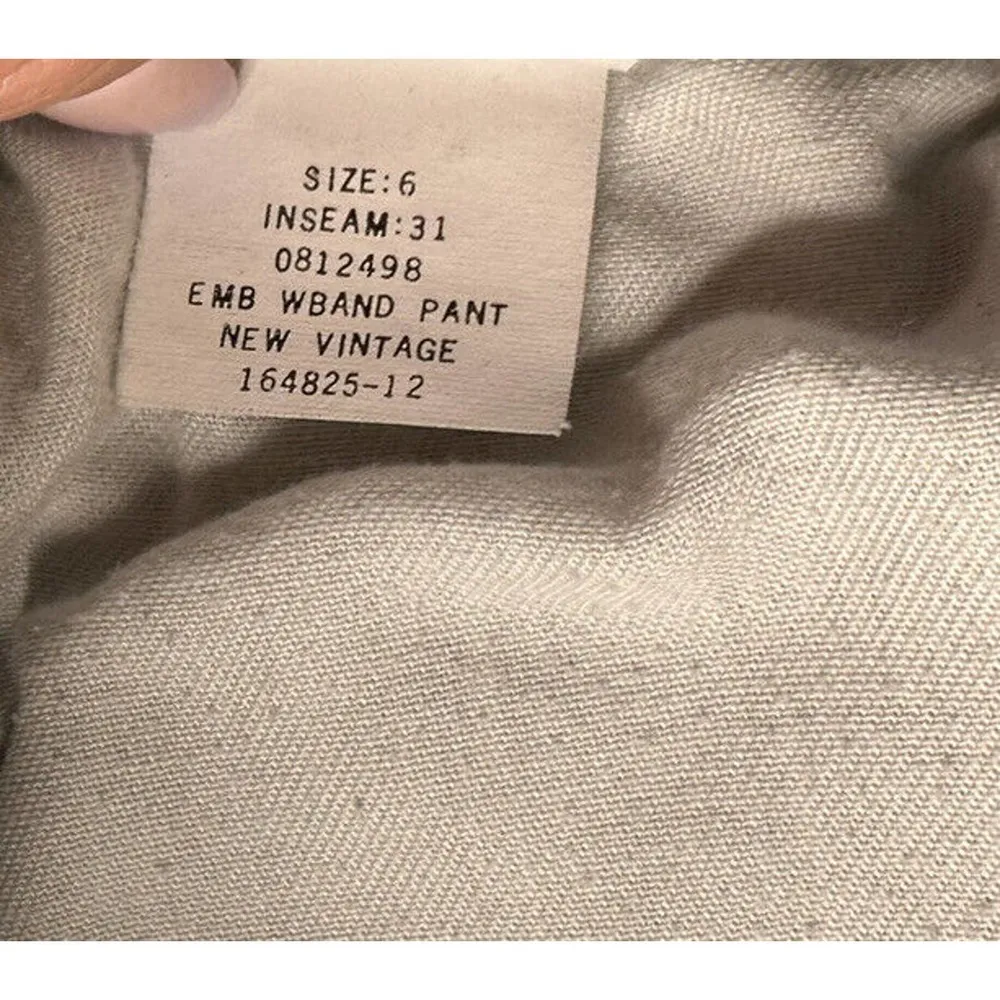 SIZE:6
INSEAM:31
0812498
EMB WBAND PANT
NEW VINTAGE
164825-12